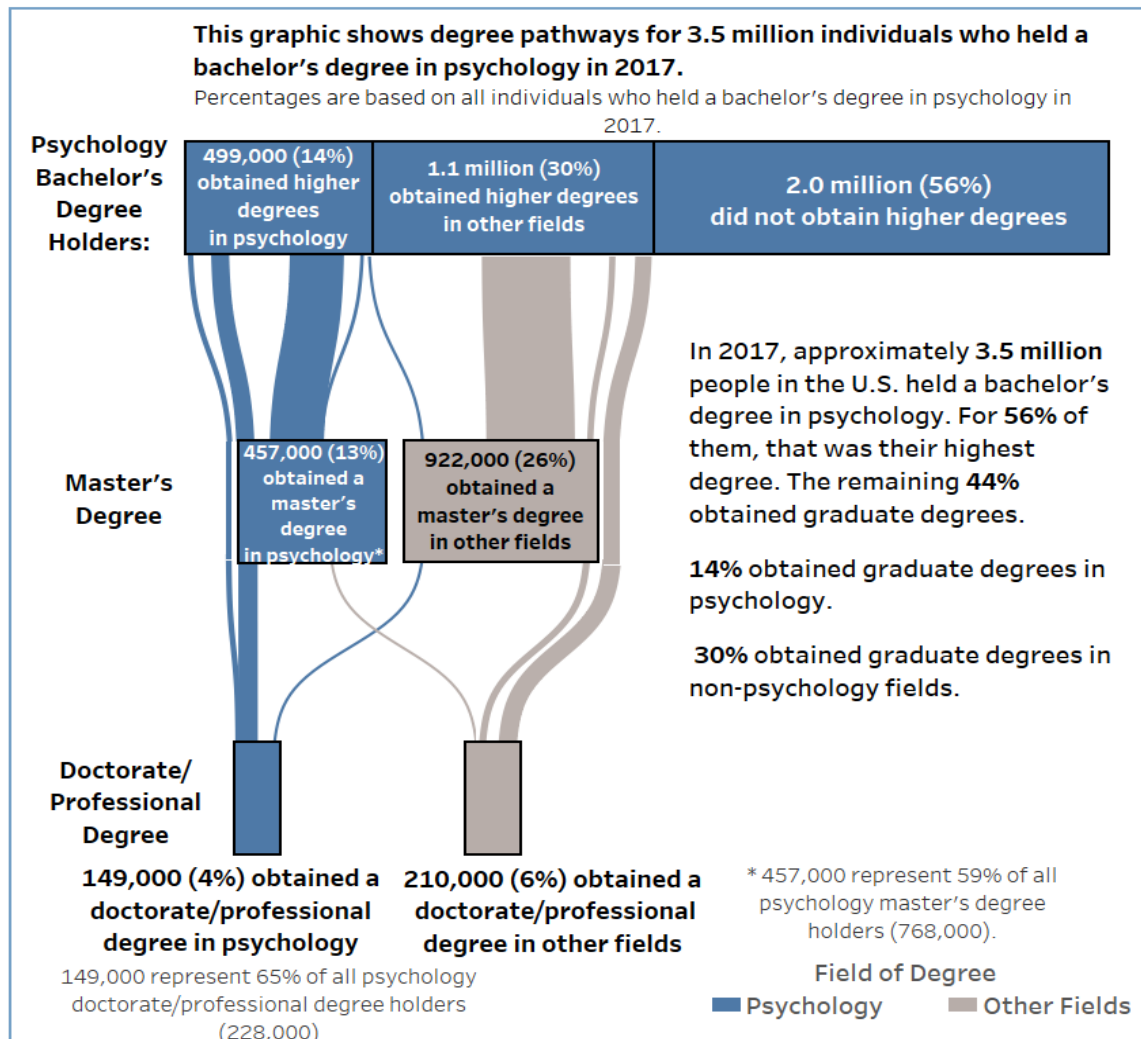 This graphic shows degree pathways for 3.5 million individuals who held a
bachelor's degree in psychology in 2017.
Percentages are based on all individuals who held a bachelor's degree in psychology in
2017.
Psychology
Bachelor's
Degree
Holders:
499,000 (14%)
obtained higher
degrees
in psychology
1.1 million (30%)
obtained higher degrees
in other fields
2.0 million (56%)
did not obtain higher degrees
In 2017, approximately 3.5 million
people in the U.S. held a bachelor's
degree in psychology. For 56% of
them, that was their highest
degree. The remaining 44%
obtained graduate degrees.
14% obtained graduate degrees in
psychology.
30% obtained graduate degrees in
non-psychology fields.
Master's
Degree
457,000 (13%)
obtained a
master's
degree
in psychology*
922,000 (26%)
obtained a
master's degree
in other fields
Doctorate/
Professional
Degree
149,000 (4%) obtained a
doctorate/professional
degree in psychology
149,000 represent 65% of all psychology
doctorate/professional degree holders
(228,000)
210,000 (6%) obtained a
doctorate/professional
degree in other fields
* 457,000 represent 59% of all
psychology master's degree
holders (768,000).
Field of Degree
Psychology
Other Fields